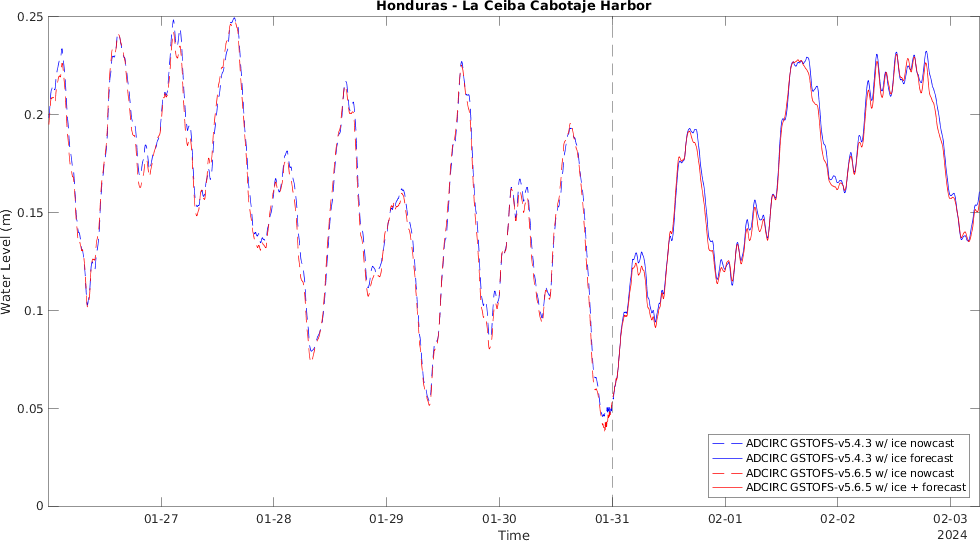 Honduras - La Ceiba Cabotaje Harbor
0.25
0.2
0.15
0.1
0.05
0
Water Level (m)
01-27
01-28
01-29
01-30
01-31
02-01
02-02
02-03
2024
Time
ADCIRC GSTOFS-v5.4.3 w/ ice nowcast
ADCIRC GSTOFS-v5.4.3 w/ ice forecast
ADCIRC GSTOFS-v5.6.5 w/ ice nowcast
ADCIRC GSTOFS-v5.6.5 w/ ice + forecast